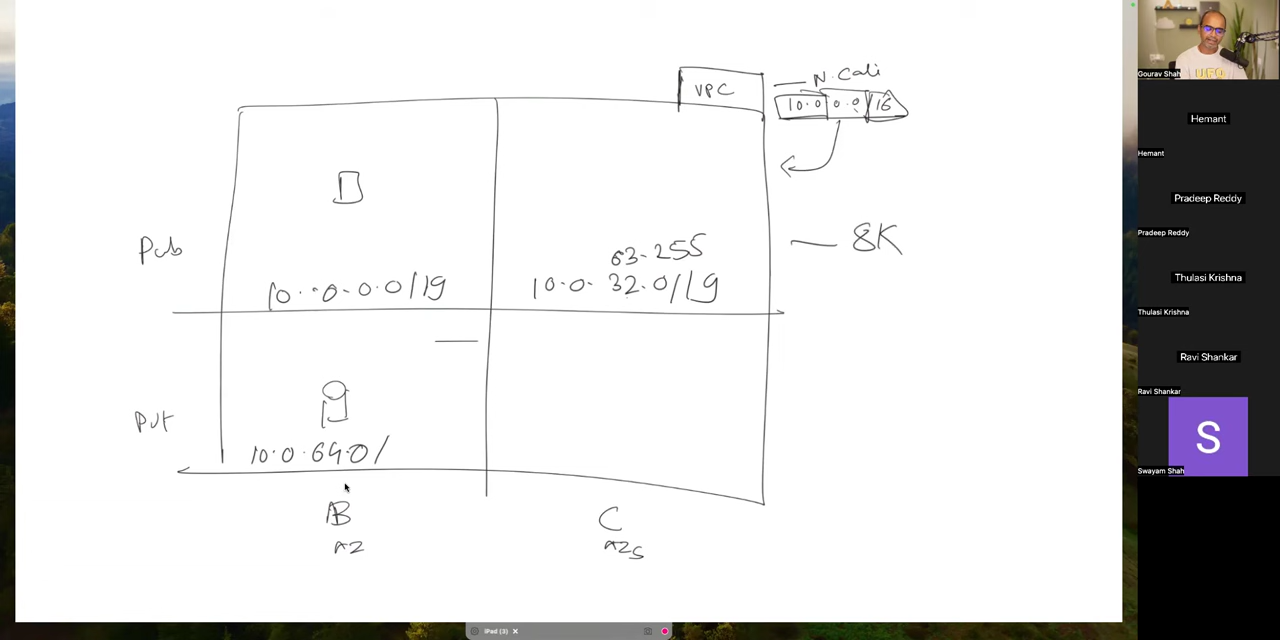 VPC
N. Cali
10.0 0.0 16
Pub
10.0.0.0/19
63-255
10.0.32.0/19
8K
Pvt
10.0.64.0/
B
AZ
C
AZs
Gourav Shah
Hemant
Hemant
Pradeep Reddy
Pradeep Reddy
Thulasi Krishna
Thulasi Krishna
Ravi Shankar
Ravi Shankar
S
Swayam Shah
iPad (3)